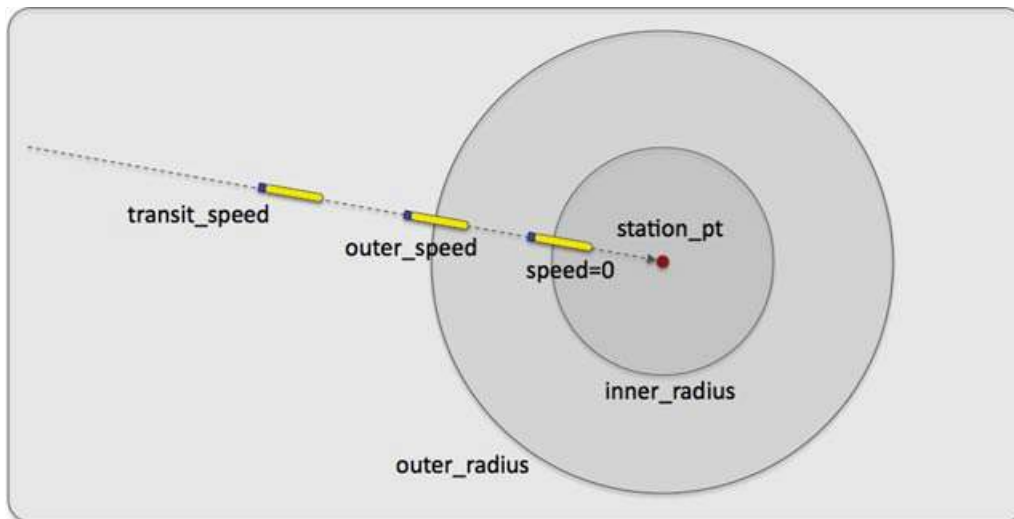 transit_speed
outer_speed
station_pt
speed=0
inner_radius
outer_radius